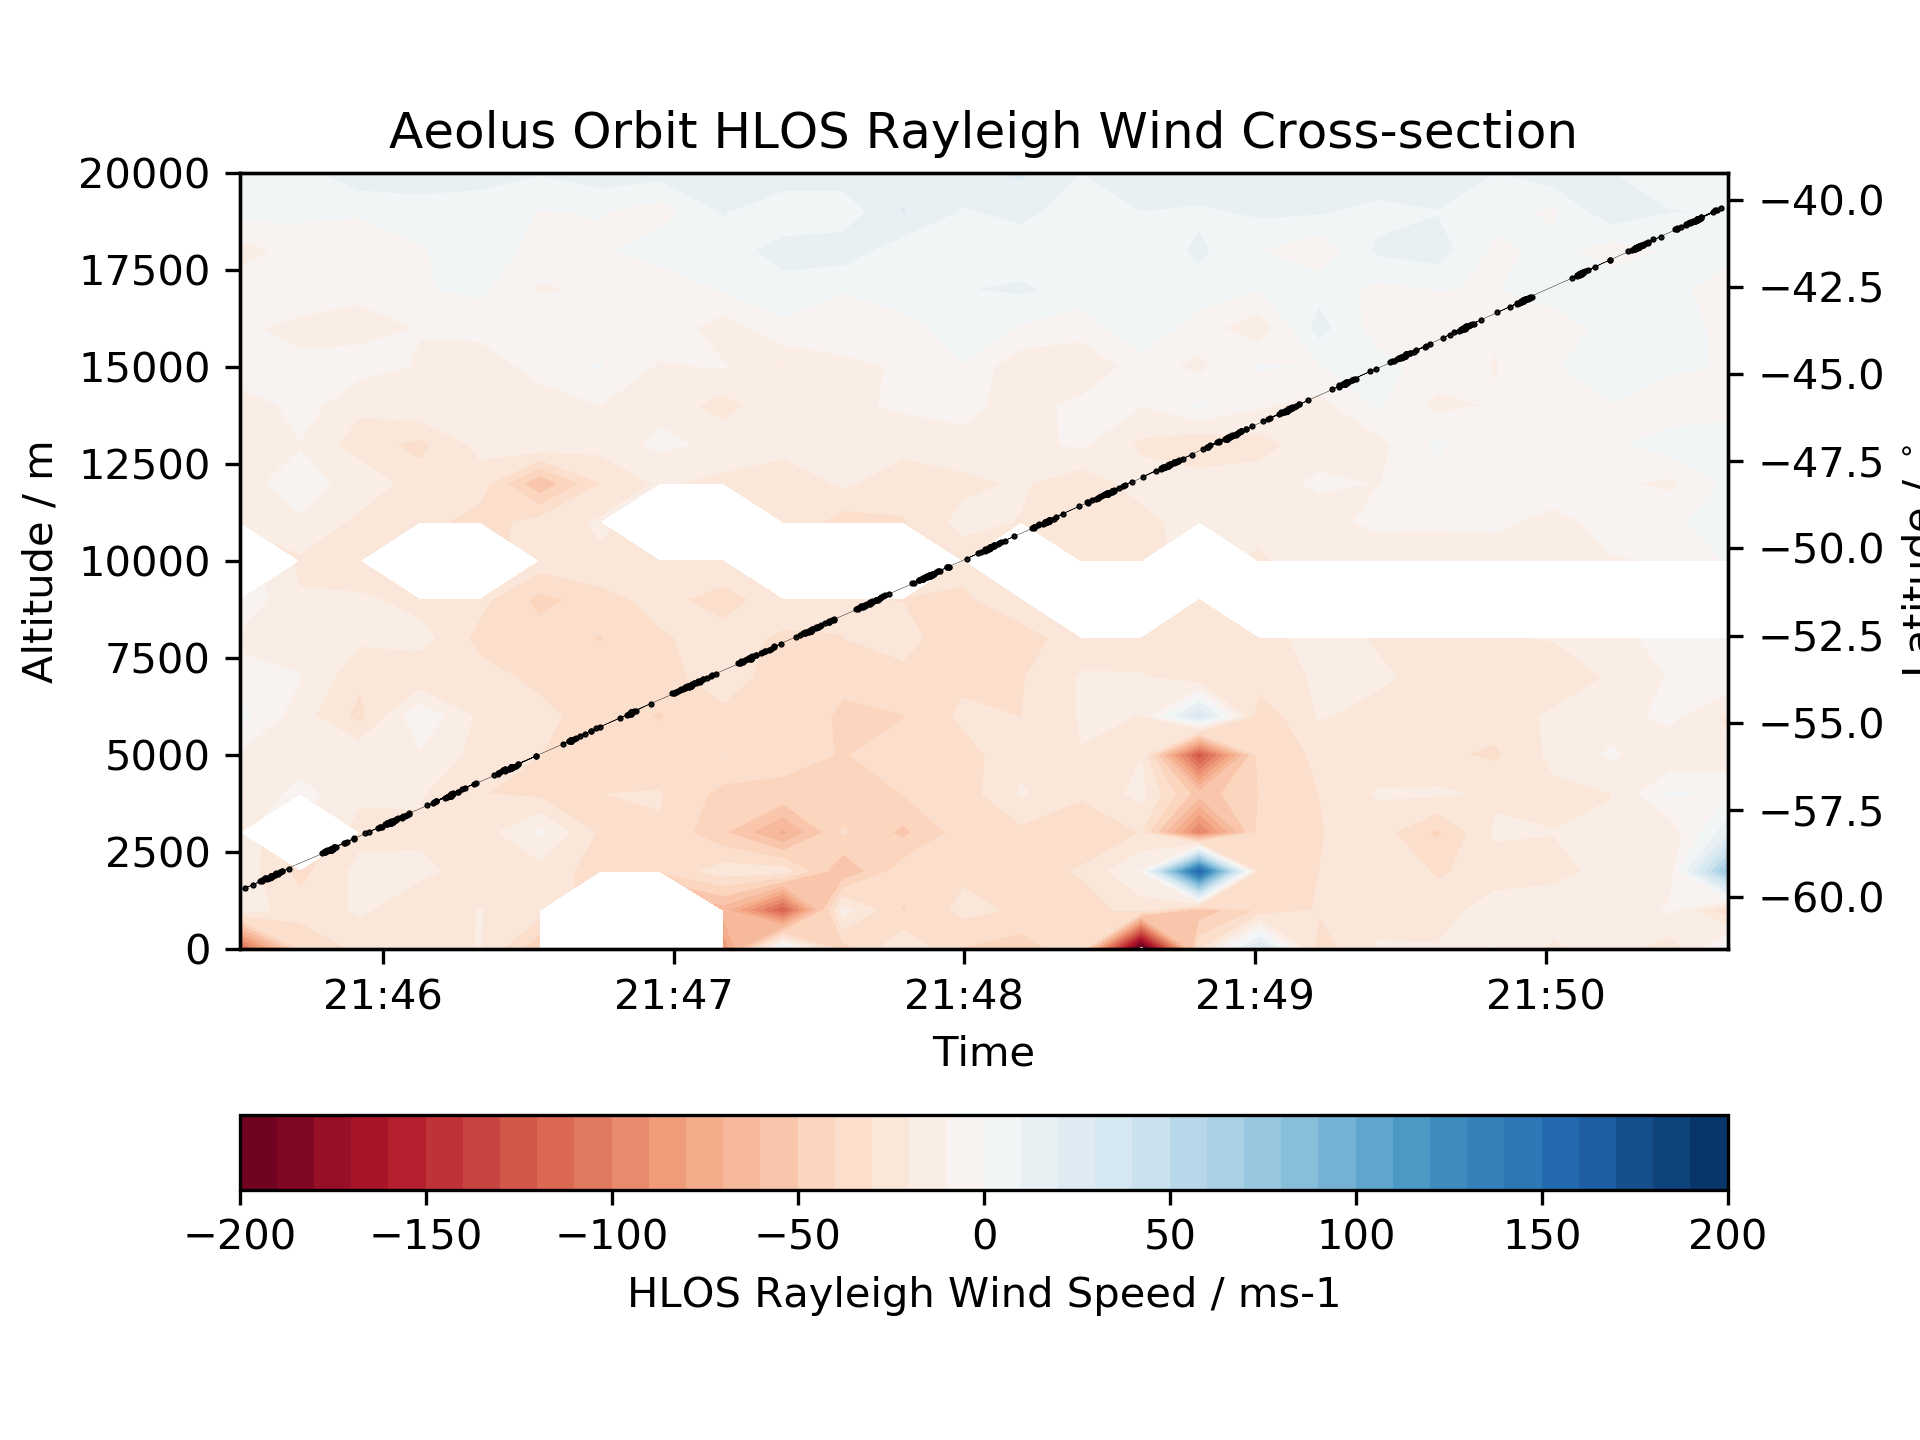 Aeolus Orbit HLOS Rayleigh Wind Cross-section
20000
17500
15000
12500
10000
7500
5000
2500
0
Altitude / m
−40.0
−42.5
−45.0
−47.5
−50.0
−52.5
−55.0
−57.5
−60.0
Latitude / °
21:46 21:47 21:48 21:49 21:50
Time
−200 −150 −100 −50 0 50 100 150 200
HLOS Rayleigh Wind Speed / ms-1